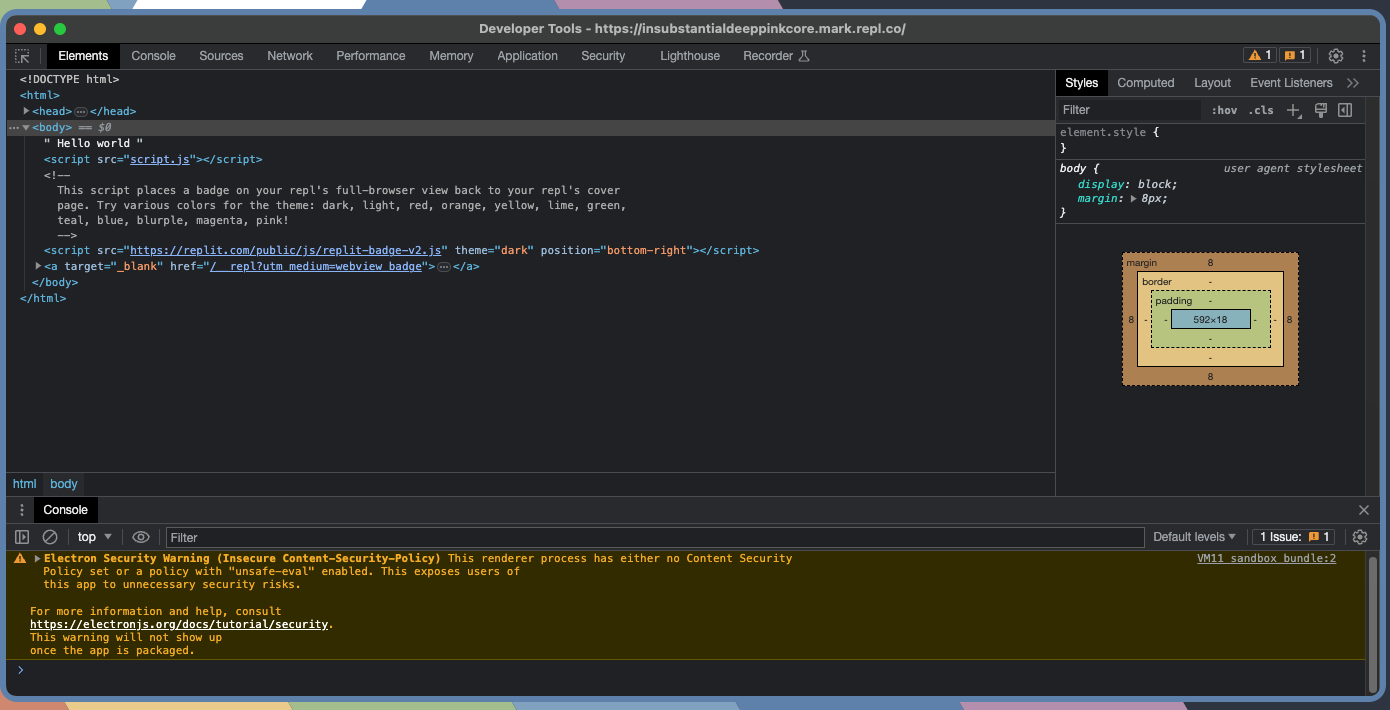 Developer Tools - https://insubstantialdeeppinkcore.mark.repl.co/
Elements Console Sources Network Performance Memory Application Security Lighthouse Recorder 1 1
<!DOCTYPE html>
<html>
<head>…</head>
<body> == $0
" Hello world "
<script src="script.js"></script>
<!--
This script places a badge on your repl's full-browser view back to your repl's cover
page. Try various colors for the theme: dark, light, red, orange, yellow, lime, green,
teal, blue, blurple, magenta, pink!
-->
<script src="https://replit.com/public/js/replit-badge-v2.js" theme="dark" position="bottom-right"></script>
<a target="_blank" href="/__repl?utm_medium=webview_badge">…</a>
</body>
</html>
html body
Styles Computed Layout Event Listeners
Filter :hov .cls
element.style {
}
body { user agent stylesheet
display: block;
margin: 8px;
}
margin 8
border -
padding -
8 - - 592×18 - - 8
-
-
8
Console
top Filter Default levels 1 Issue: 1
Electron Security Warning (Insecure Content-Security-Policy) This renderer process has either no Content Security VM11 sandbox_bundle:2
Policy set or a policy with "unsafe-eval" enabled. This exposes users of
this app to unnecessary security risks.
For more information and help, consult
https://electronjs.org/docs/tutorial/security.
This warning will not show up
once the app is packaged.